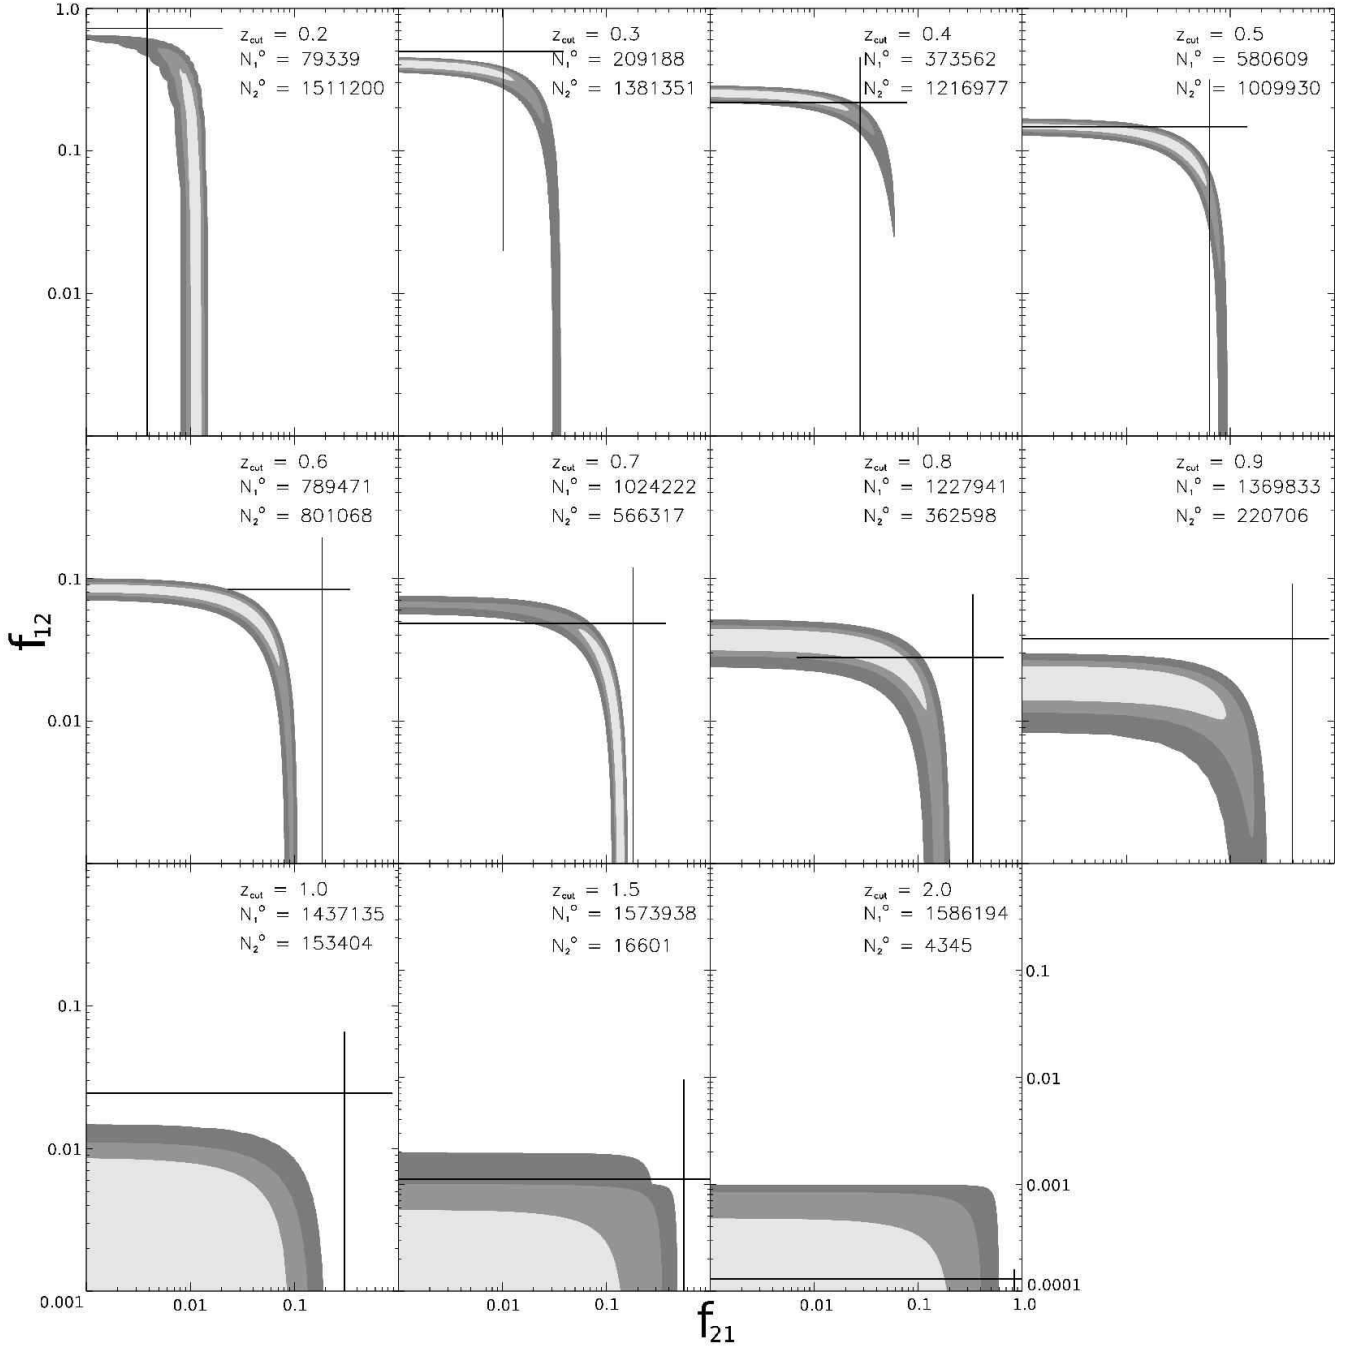 1.0
z_cut = 0.2
N_1^o = 79339
N_2^o = 1511200
z_cut = 0.3
N_1^o = 209188
N_2^o = 1381351
z_cut = 0.4
N_1^o = 373562
N_2^o = 1216977
z_cut = 0.5
N_1^o = 580609
N_2^o = 1009930
0.1
0.01
z_cut = 0.6
N_1^o = 789471
N_2^o = 801068
z_cut = 0.7
N_1^o = 1024222
N_2^o = 566317
z_cut = 0.8
N_1^o = 1227941
N_2^o = 362598
z_cut = 0.9
N_1^o = 1369833
N_2^o = 220706
0.1
f_12
0.01
z_cut = 1.0
N_1^o = 1437135
N_2^o = 153404
z_cut = 1.5
N_1^o = 1573938
N_2^o = 16601
z_cut = 2.0
N_1^o = 1586194
N_2^o = 4345
0.1
0.01
0.001
0.1
0.01
0.001
0.0001
0.01 0.1 0.01 0.1 0.01 0.1 1.0
f_21